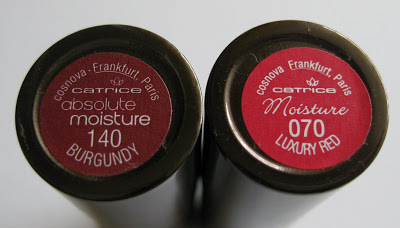 cosnova · Frankfurt, Paris
CATRICE
absolute
moisture
140
BURGUNDY
cosnova Frankfurt, Paris
CATRICE
Moisture
070
LUXURY RED